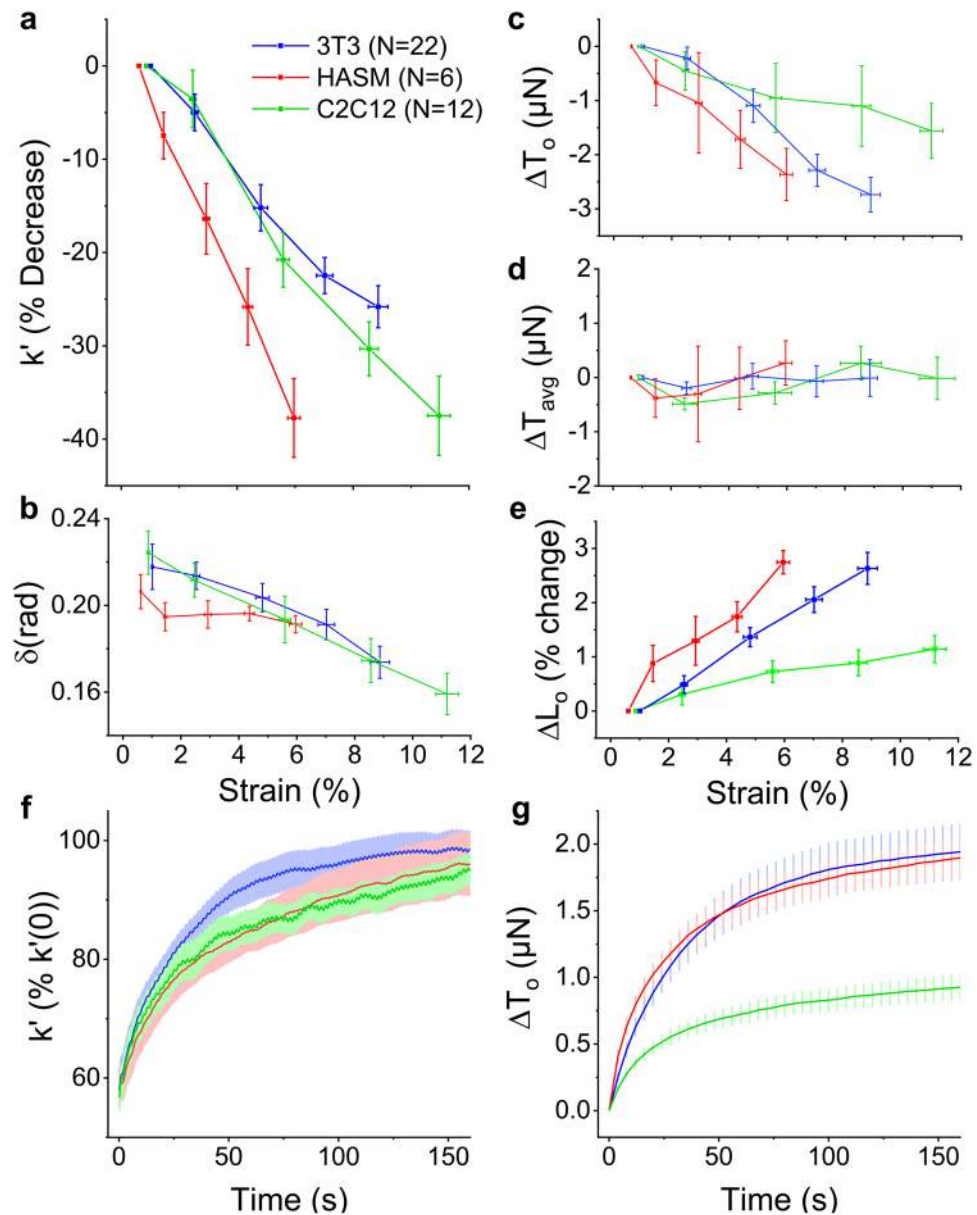 a
k' (% Decrease)
0
-10
-20
-30
-40
3T3 (N=22)
HASM (N=6)
C2C12 (N=12)
b
δ(rad)
0.24
0.20
0.16
0 2 4 6 8 10 12
Strain (%)
c
ΔTo (µN)
0
-1
-2
-3
d
ΔTavg (µN)
2
1
0
-1
-2
e
ΔLo (% change)
3
2
1
0
0 2 4 6 8 10 12
Strain (%)
f
k' (% k'(0))
100
80
60
0 50 100 150
Time (s)
g
ΔTo (µN)
2.0
1.5
1.0
0.5
0.0
0 50 100 150
Time (s)